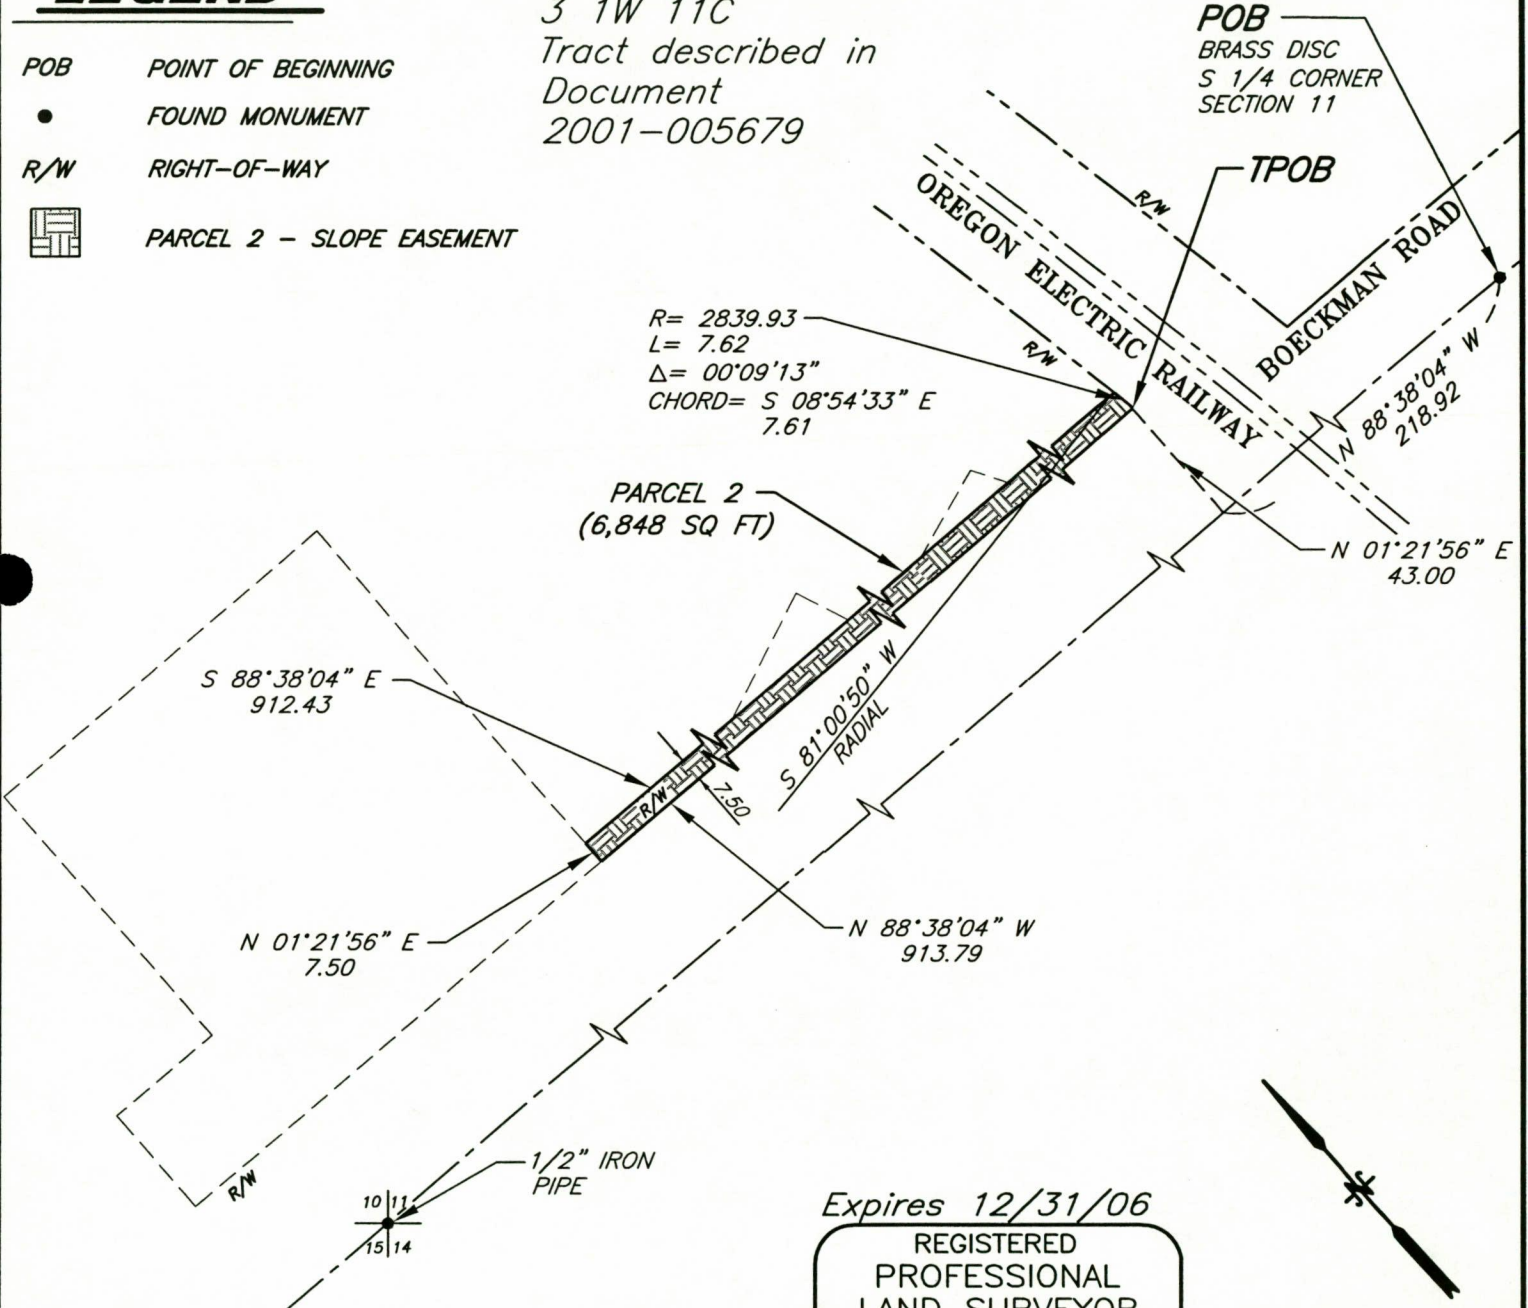 LEGEND
POB POINT OF BEGINNING
FOUND MONUMENT
R/W RIGHT-OF-WAY
PARCEL 2 - SLOPE EASEMENT
3 1W 11C
Tract described in
Document
2001-005679
POB
BRASS DISC
S 1/4 CORNER
SECTION 11
TPOB
R/W
OREGON ELECTRIC RAILWAY
BOECKMAN ROAD
R/W
N 88°38'04" W
218.92
R= 2839.93
L= 7.62
Δ= 00°09'13"
CHORD= S 08°54'33" E
7.61
PARCEL 2
(6,848 SQ FT)
N 01°21'56" E
43.00
S 88°38'04" E
912.43
S 81°00'50" W
RADIAL
R/W
7.50
N 01°21'56" E
7.50
N 88°38'04" W
913.79
R/W
1/2" IRON
PIPE
10 11
15 14
Expires 12/31/06
REGISTERED
PROFESSIONAL
LAND SURVEYOR